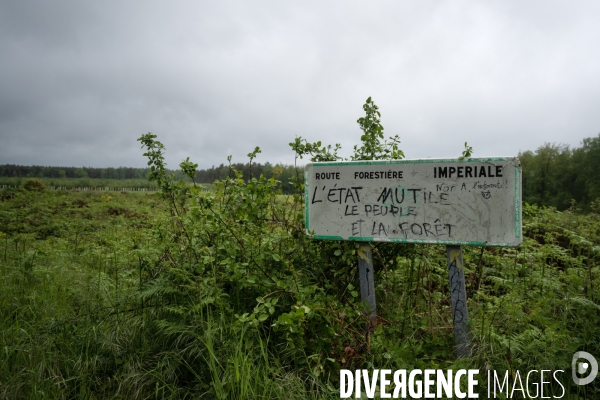 ROUTE FORESTIÈRE IMPERIALE
L'ÉTAT MUTILE
LE PEUPLE
ET LA FORÊT
DIVERGENCE IMAGES